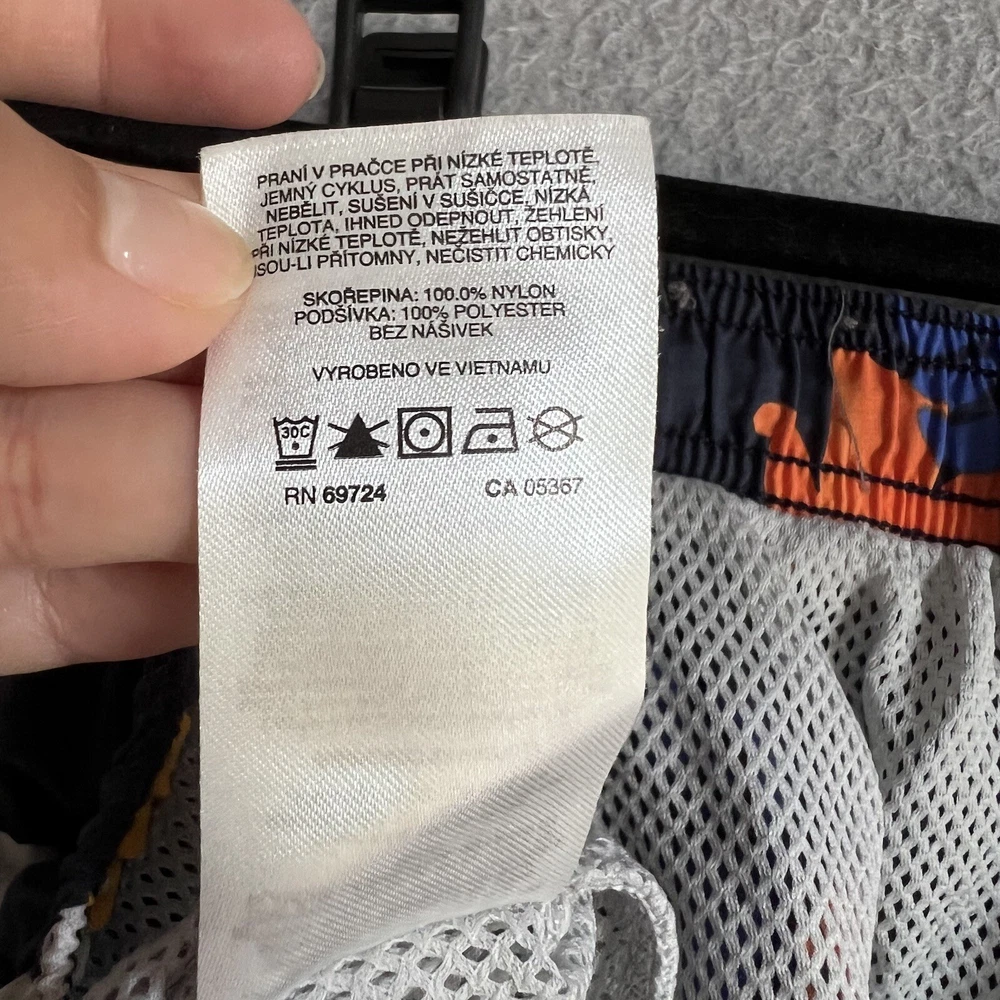 PRANÍ V PRAČCE PŘI NÍZKÉ TEPLOTĚ.
JEMNÝ CYKLUS, PRÁT SAMOSTATNĚ,
NEBĚLIT, SUŠENÍ V SUŠIČCE, NÍZKÁ
TEPLOTA, IHNED ODEPNOUT, ŽEHLENÍ
PŘI NÍZKÉ TEPLOTĚ, NEŽEHLIT OBTISKY,
JSOU-LI PŘÍTOMNY, NEČISTIT CHEMICKY
SKOŘEPINA: 100.0% NYLON
PODŠÍVKA: 100% POLYESTER
BEZ NÁŠIVEK
VYROBENO VE VIETNAMU
30C
RN 69724 CA 05367